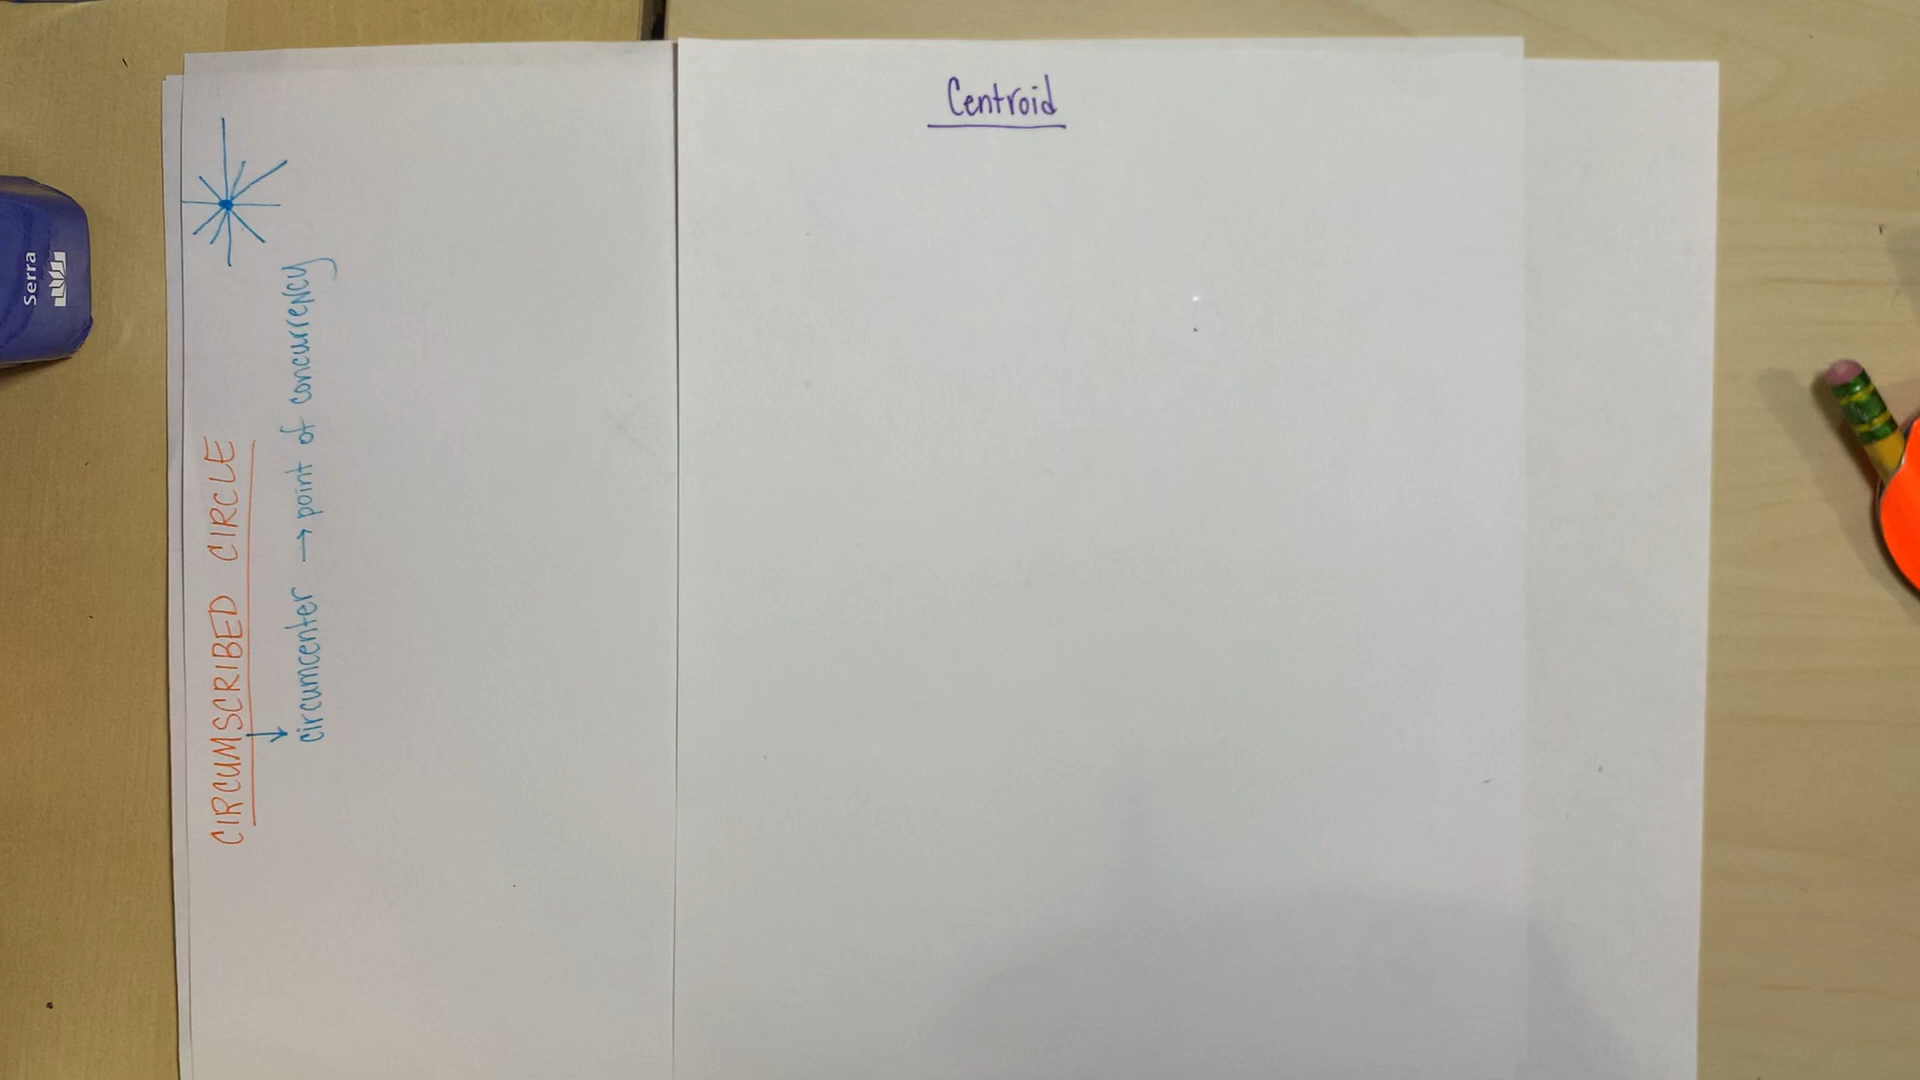 Centroid
CIRCUMSCRIBED CIRCLE
↓
circumcenter → point of concurrency
Serra